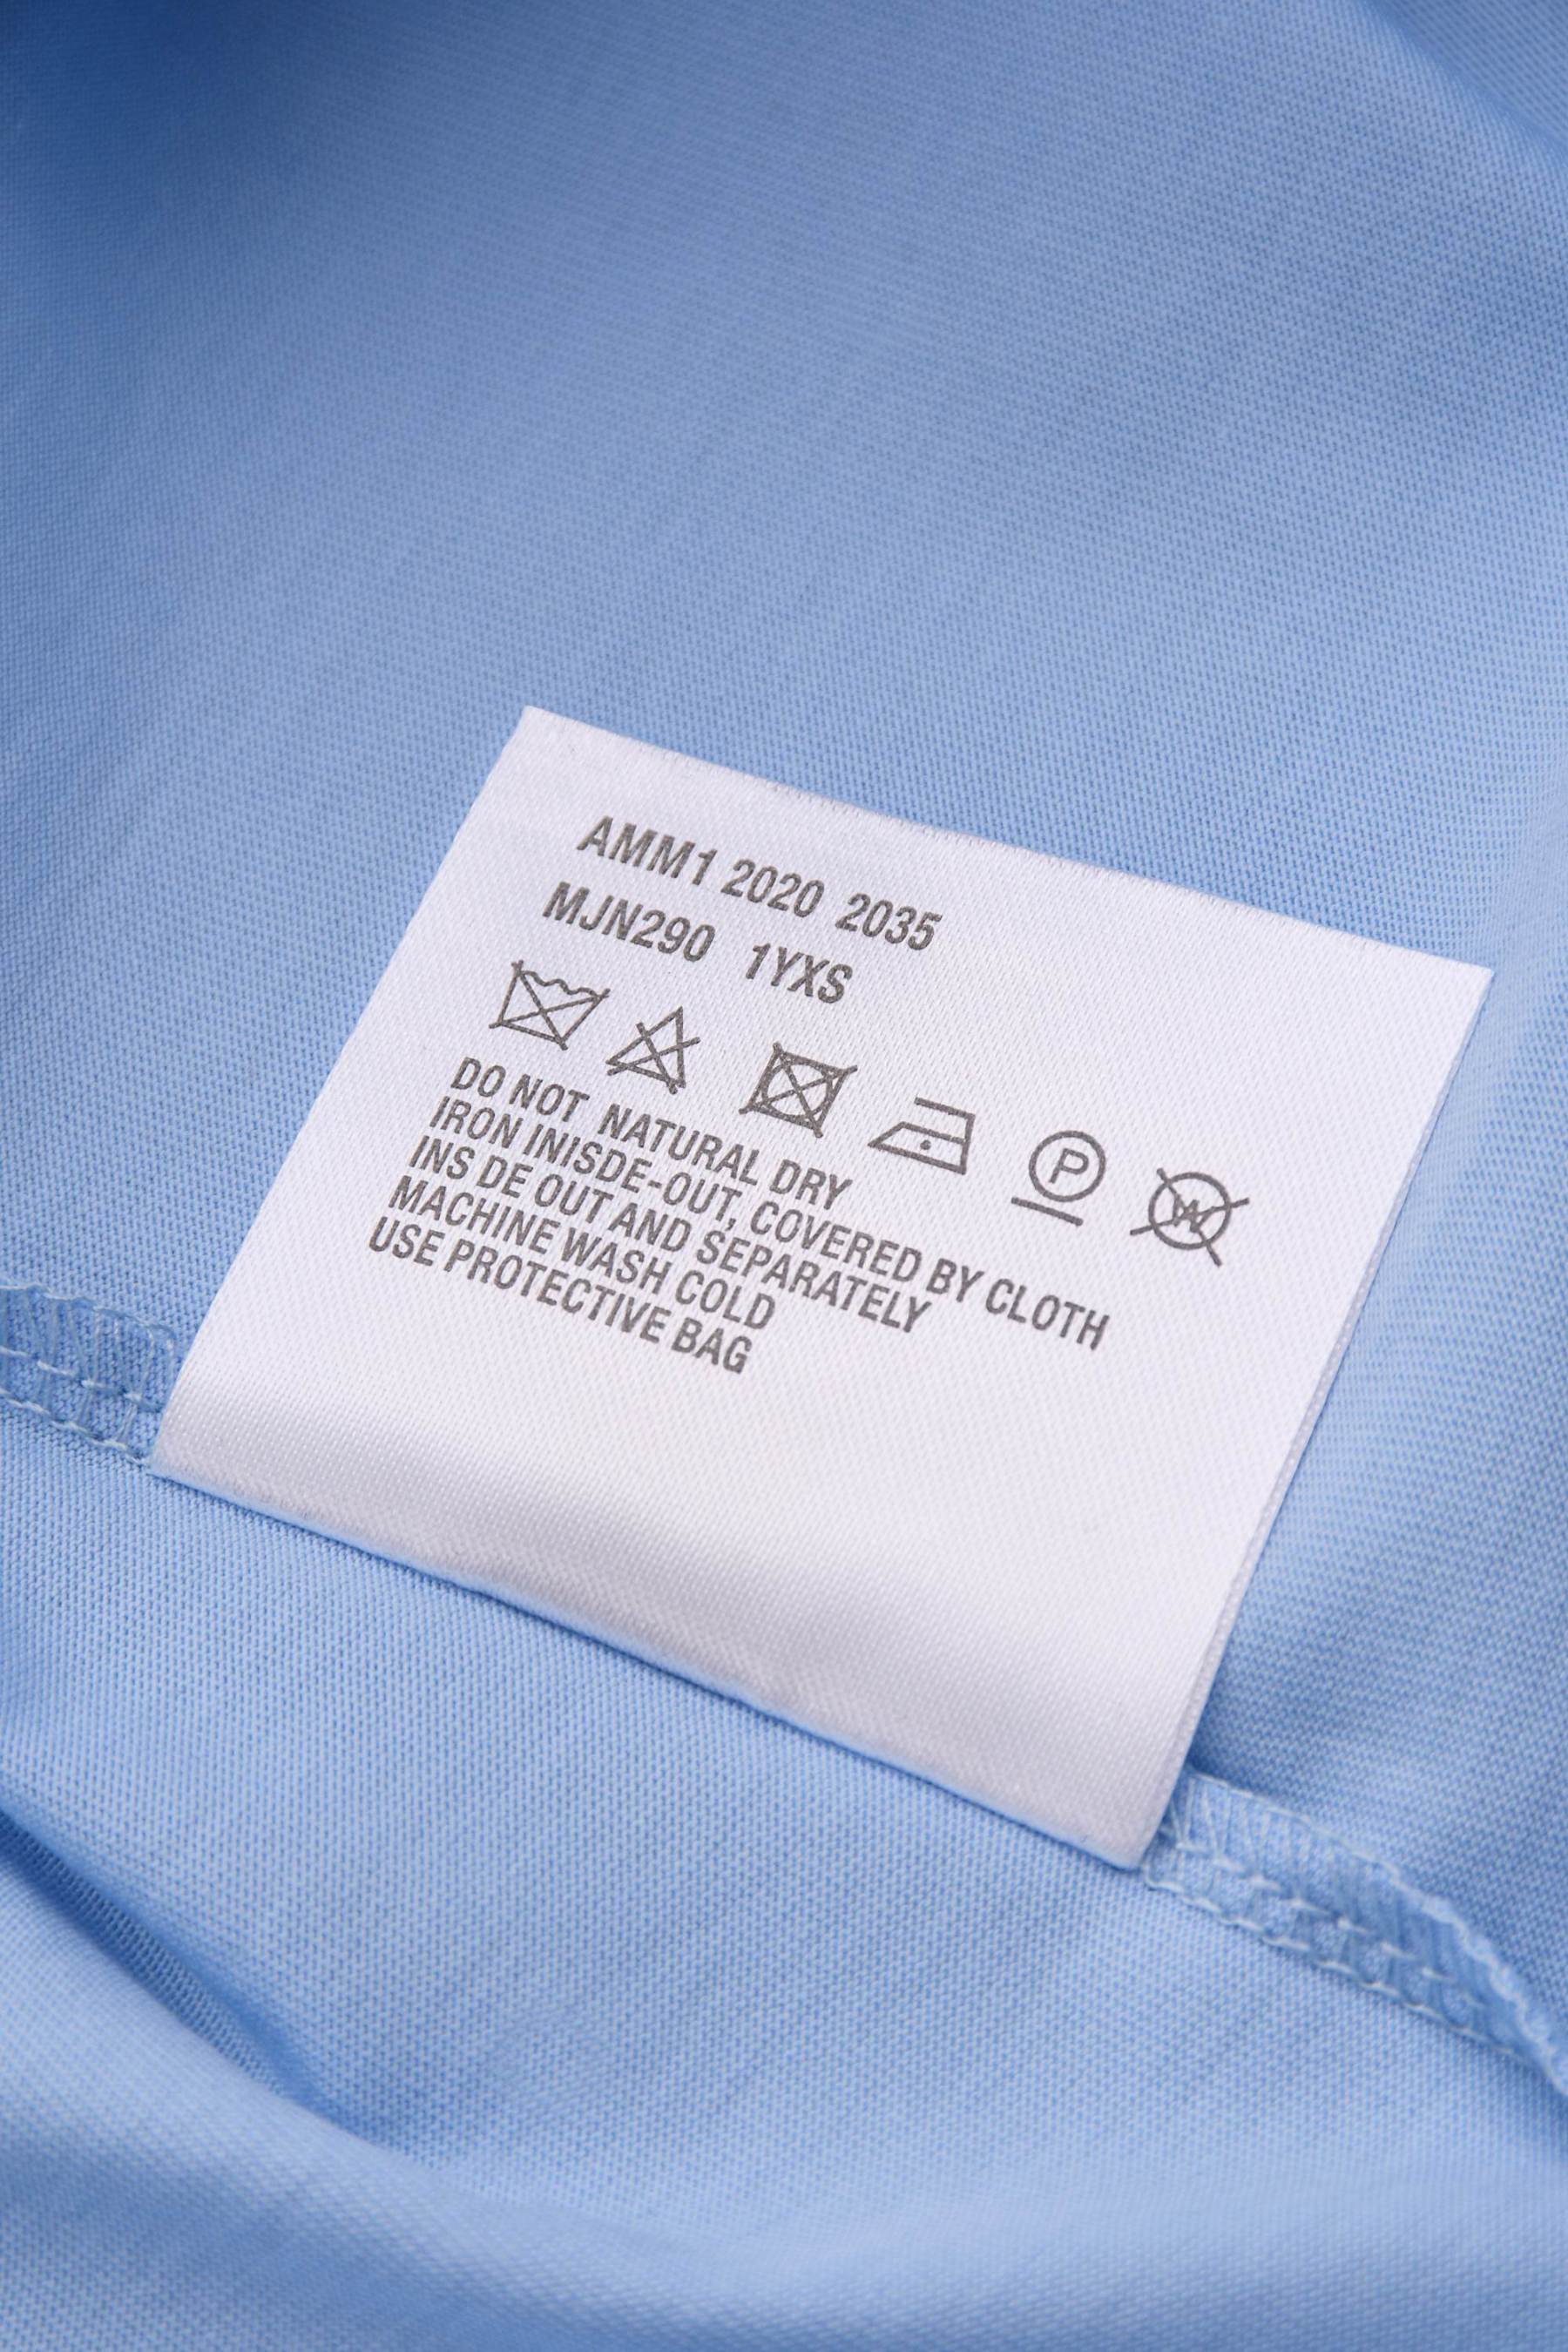 AMM1 2020 2035
MJN290 1YXS
P W
DO NOT NATURAL DRY
IRON INISDE-OUT, COVERED BY CLOTH
INS DE OUT AND SEPARATELY
MACHINE WASH COLD
USE PROTECTIVE BAG